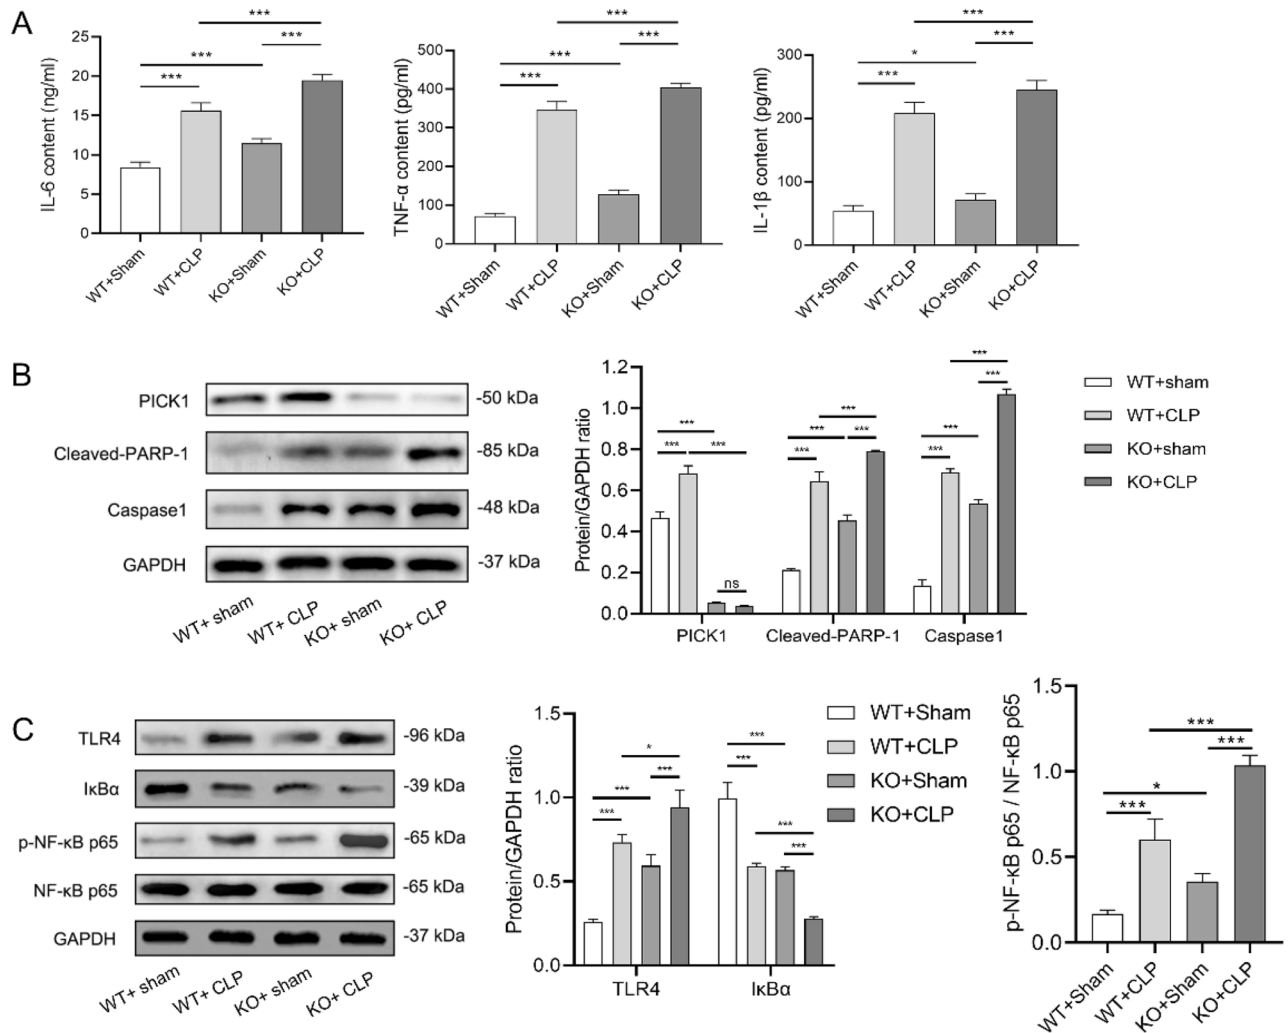 A
IL-6 content (ng/ml)
25
20
15
10
5
0
***
***
***
***
WT+Sham
WT+CLP
KO+Sham
KO+CLP
TNF-α content (pg/ml)
500
400
300
200
100
0
***
***
***
***
WT+Sham
WT+CLP
KO+Sham
KO+CLP
IL-1β content (pg/ml)
300
200
100
0
***
***
*
***
WT+Sham
WT+CLP
KO+Sham
KO+CLP
B
PICK1 -50 kDa
Cleaved-PARP-1 -85 kDa
Caspase1 -48 kDa
GAPDH -37 kDa
WT+ sham
WT+ CLP
KO+ sham
KO+ CLP
Protein/GAPDH ratio
1.2
1.0
0.8
0.6
0.4
0.2
0.0
***
***
***
ns
***
***
***
***
***
***
***
***
PICK1
Cleaved-PARP-1
Caspase1
WT+sham
WT+CLP
KO+sham
KO+CLP
C
TLR4 -96 kDa
IκBα -39 kDa
p-NF-κB p65 -65 kDa
NF-κB p65 -65 kDa
GAPDH -37 kDa
WT+ sham
WT+ CLP
KO+ sham
KO+ CLP
Protein/GAPDH ratio
1.5
1.0
0.5
0.0
*
***
***
***
***
***
***
***
TLR4
IκBα
WT+Sham
WT+CLP
KO+Sham
KO+CLP
p-NF-κB p65 / NF-κB p65
1.5
1.0
0.5
0.0
***
***
*
***
WT+Sham
WT+CLP
KO+Sham
KO+CLP